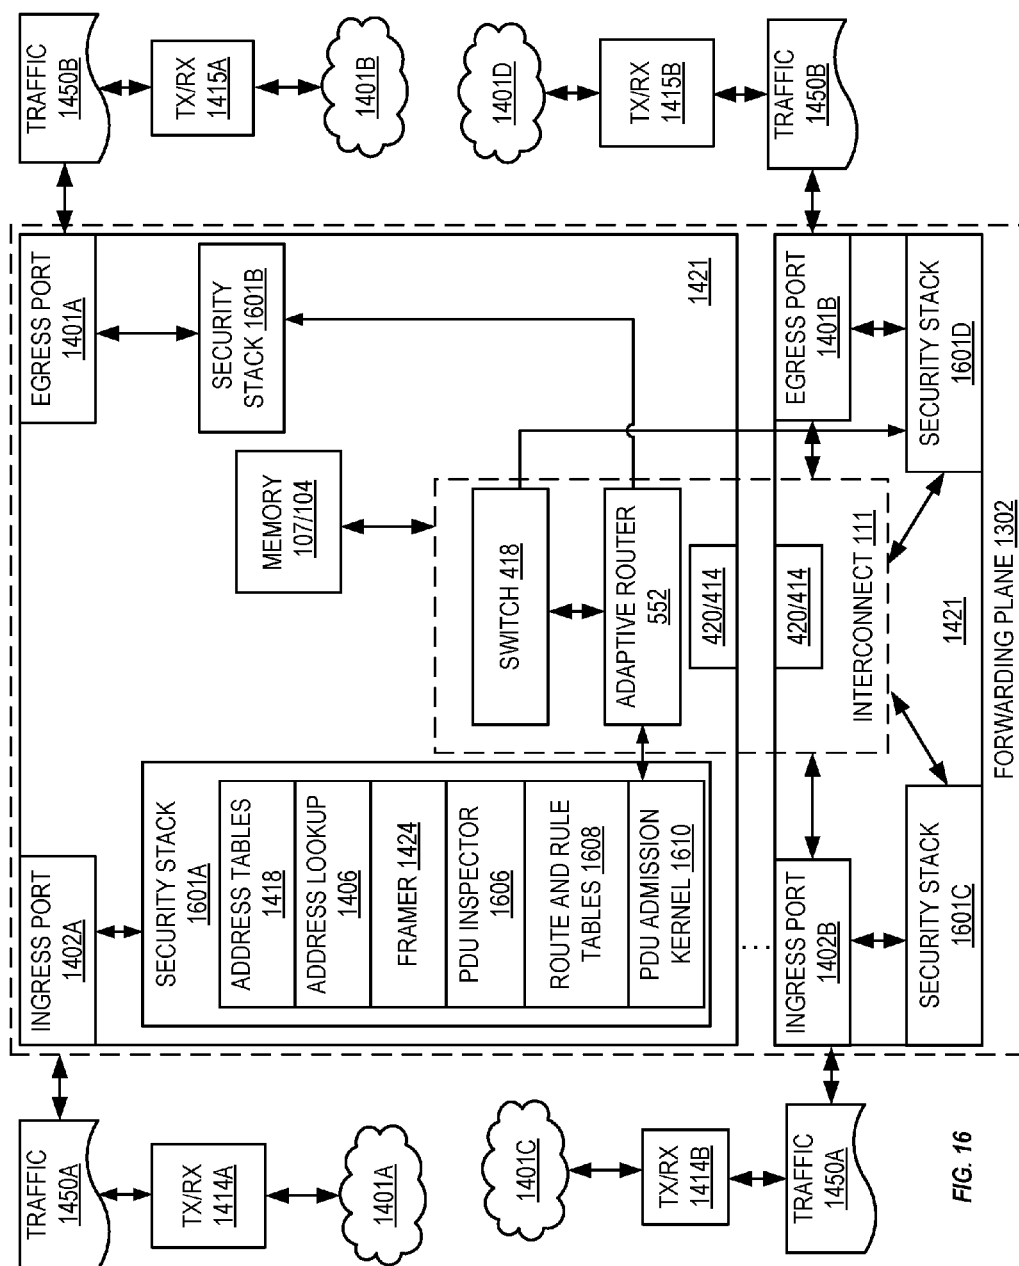 TRAFFIC
1450A
TX/RX
1414A
1401A
1401C
TX/RX
1414B
TRAFFIC
1450A
INGRESS PORT
1402A
SECURITY STACK
1601A
ADDRESS TABLES
1418
ADDRESS LOOKUP
1406
FRAMER 1424
PDU INSPECTOR
1606
ROUTE AND RULE
TABLES 1608
PDU ADMISSION
KERNEL 1610
. . .
INGRESS PORT
1402B
SECURITY STACK
1601C
MEMORY
107/104
SWITCH 418
ADAPTIVE ROUTER
552
420/414
420/414
INTERCONNECT 111
EGRESS PORT
1401A
SECURITY
STACK 1601B
1421
EGRESS PORT
1401B
SECURITY STACK
1601D
1421
FORWARDING PLANE 1302
TRAFFIC
1450B
TX/RX
1415A
1401B
1401D
TX/RX
1415B
TRAFFIC
1450B
FIG. 16